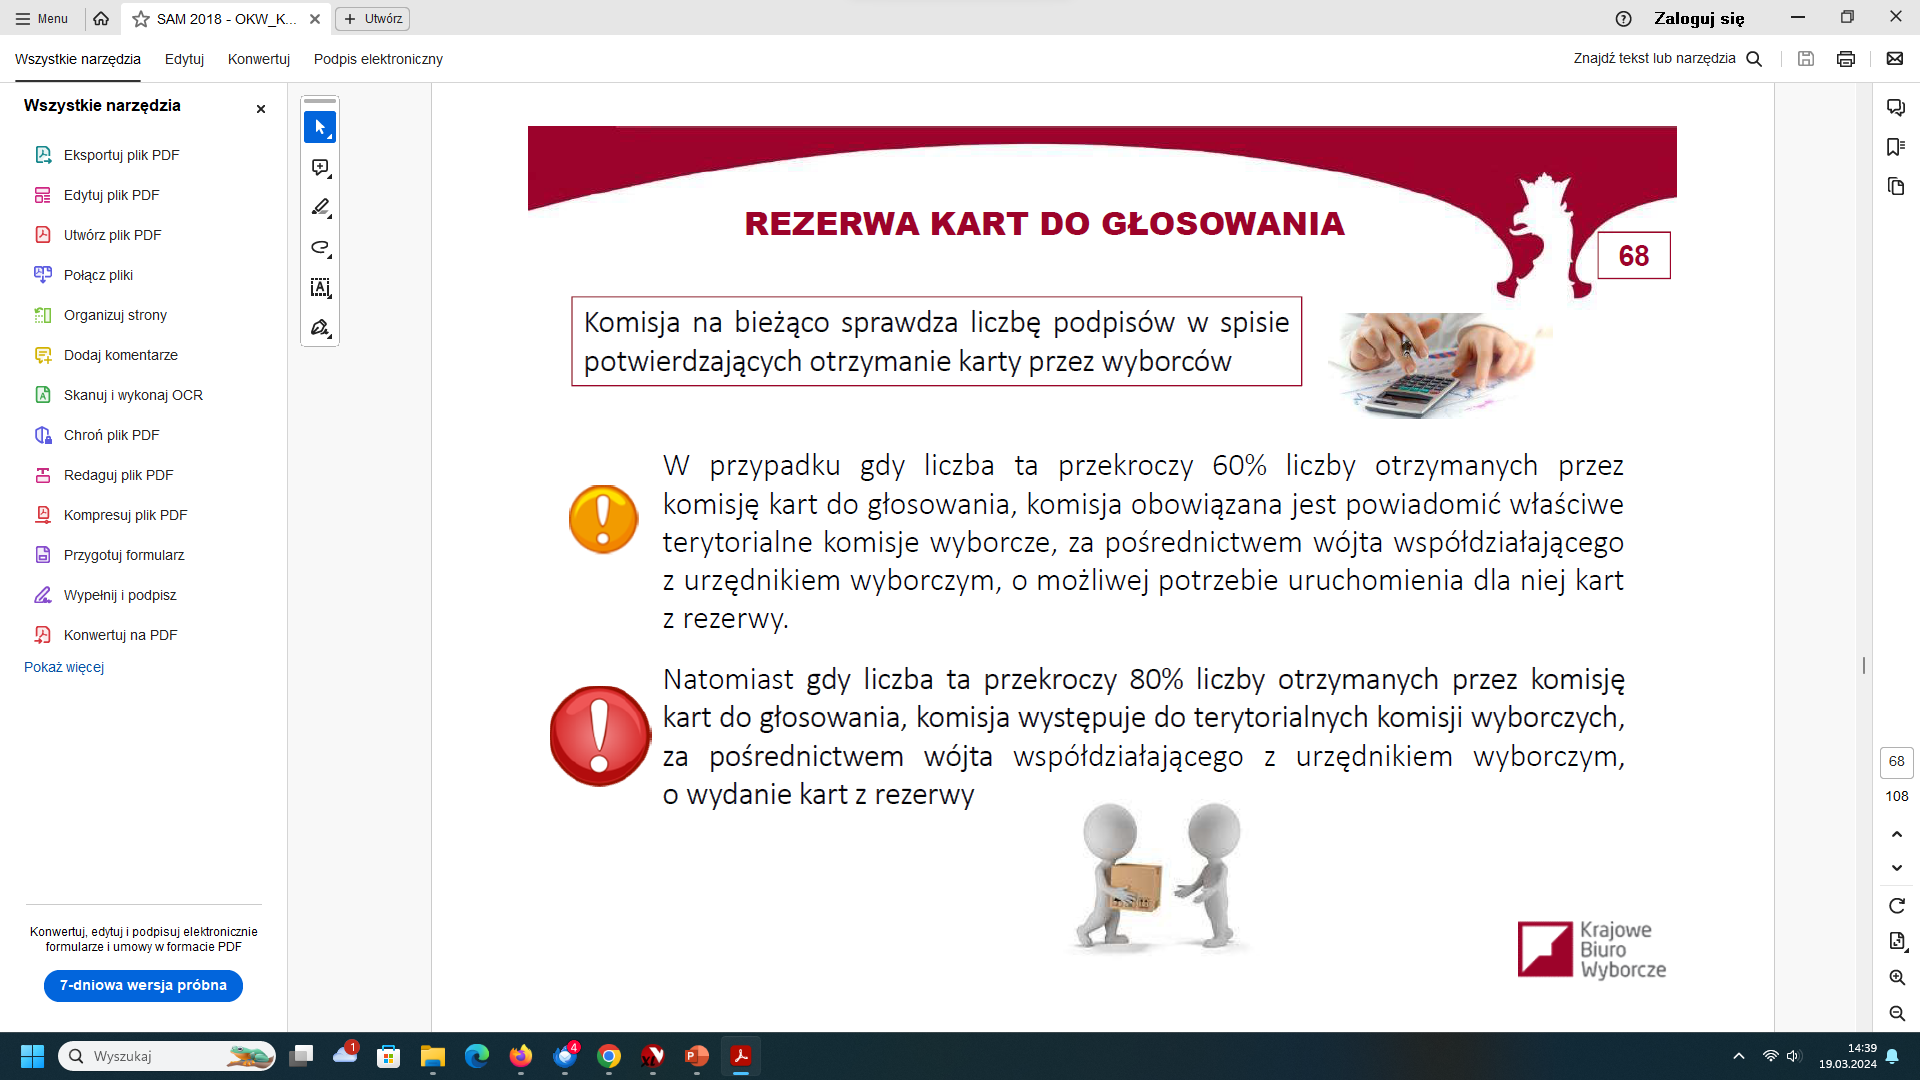 Menu
SAM 2018 - OKW_K...
Utwórz
Zaloguj się
Wszystkie narzędzia
Edytuj
Konwertuj
Podpis elektroniczny
Znajdź tekst lub narzędzia
Wszystkie narzędzia
Eksportuj plik PDF
Edytuj plik PDF
Utwórz plik PDF
Połącz pliki
Organizuj strony
Dodaj komentarze
Skanuj i wykonaj OCR
Chroń plik PDF
Redaguj plik PDF
Kompresuj plik PDF
Przygotuj formularz
Wypełnij i podpisz
Konwertuj na PDF
Pokaż więcej
Konwertuj, edytuj i podpisuj elektronicznie
formularze i umowy w formacie PDF
7-dniowa wersja próbna
REZERWA KART DO GŁOSOWANIA
68
Komisja na bieżąco sprawdza liczbę podpisów w spisie
potwierdzających otrzymanie karty przez wyborców
W przypadku gdy liczba ta przekroczy 60% liczby otrzymanych przez
komisję kart do głosowania, komisja obowiązana jest powiadomić właściwe
terytorialne komisje wyborcze, za pośrednictwem wójta współdziałającego
z urzędnikiem wyborczym, o możliwej potrzebie uruchomienia dla niej kart
z rezerwy.
Natomiast gdy liczba ta przekroczy 80% liczby otrzymanych przez komisję
kart do głosowania, komisja występuje do terytorialnych komisji wyborczych,
za pośrednictwem wójta współdziałającego z urzędnikiem wyborczym,
o wydanie kart z rezerwy
Krajowe
Biuro
Wyborcze
68
108
Wyszukaj
1
4
14:39
19.03.2024